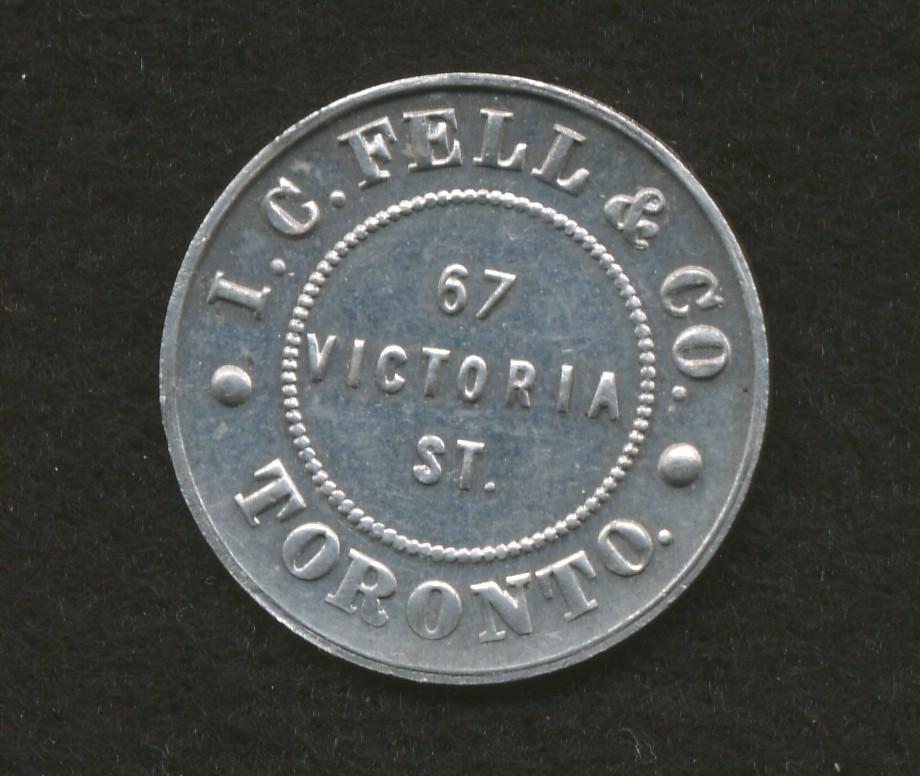 I. C. FELL & CO.
67
VICTORIA
ST.
TORONTO.